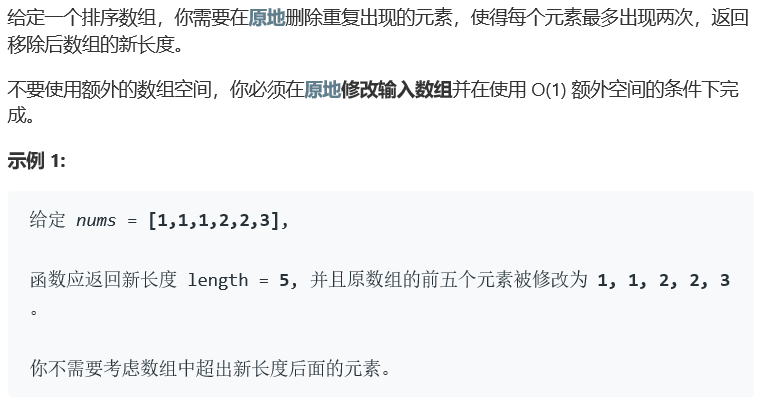 给定一个排序数组，你需要在原地删除重复出现的元素，使得每个元素最多出现两次，返回
移除后数组的新长度。
不要使用额外的数组空间，你必须在原地修改输入数组并在使用 O(1) 额外空间的条件下完
成。
示例 1:
给定 nums = [1,1,1,2,2,3],
函数应返回新长度 length = 5, 并且原数组的前五个元素被修改为 1, 1, 2, 2, 3
。
你不需要考虑数组中超出新长度后面的元素。